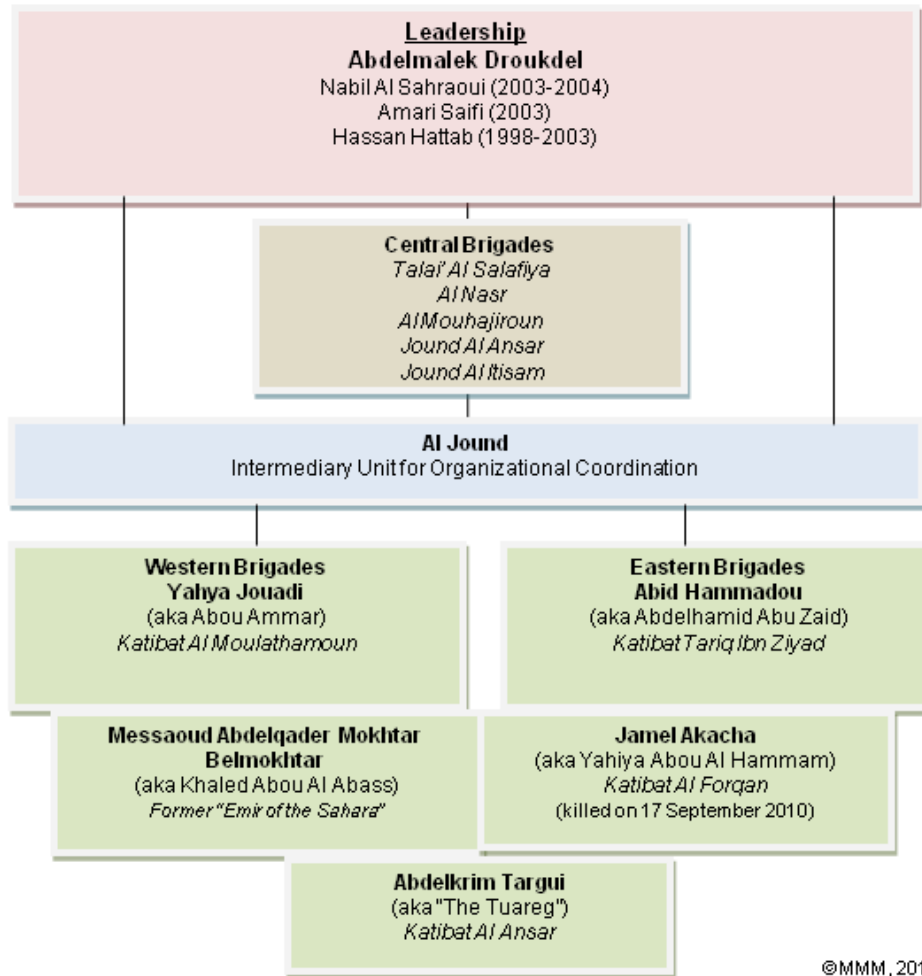 Leadership
Abdelmalek Droukdel
Nabil Al Sahraoui (2003-2004)
Amari Saifi (2003)
Hassan Hattab (1998-2003)
Central Brigades
Talai' Al Salafiya
Al Nasr
Al Mouhajiroun
Jound Al Ansar
Jound Al Itisam
Al Jound
Intermediary Unit for Organizational Coordination
Western Brigades
Yahya Jouadi
(aka Abou Ammar)
Katibat Al Moulathamoun
Eastern Brigades
Abid Hammadou
(aka Abdelhamid Abu Zaid)
Katibat Tariq Ibn Ziyad
Messaoud Abdelqader Mokhtar
Belmokhtar
(aka Khaled Abou Al Abass)
Former "Emir of the Sahara"
Jamel Akacha
(aka Yahiya Abou Al Hammam)
Katibat Al Forqan
(killed on 17 September 2010)
Abdelkrim Targui
(aka "The Tuareg")
Katibat Al Ansar
©MMM, 201